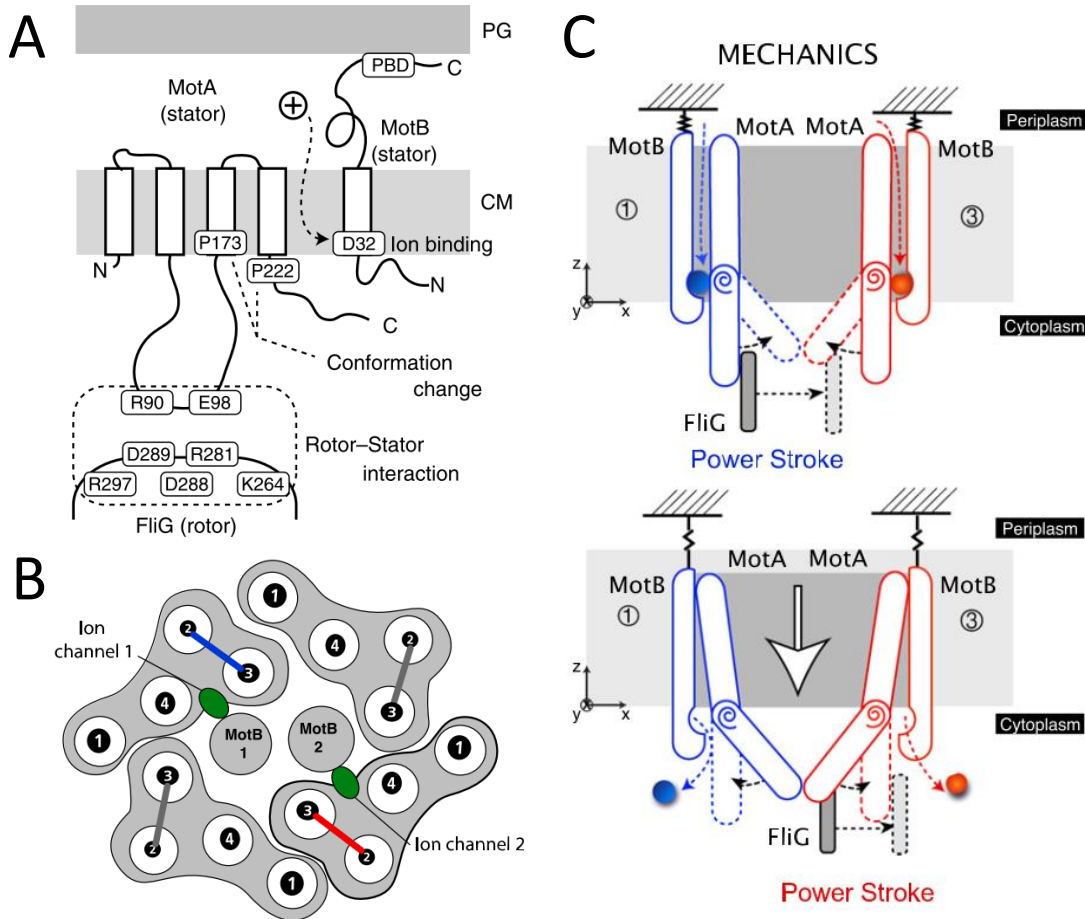 A
PG
PBD
C
MotA
(stator)
+
MotB
(stator)
CM
P173
D32
Ion binding
N
P222
N
C
Conformation
change
R90
E98
Rotor–Stator
interaction
D289
R281
R297
D288
K264
FliG (rotor)
B
1
2
Ion
channel 1
4
2
3
3
4
1
MotB
1
MotB
2
1
4
3
3
2
4
2
1
Ion channel 2
C
MECHANICS
Periplasm
MotB
MotA
MotA
MotB
①
③
z
y
x
Cytoplasm
FliG
Power Stroke
Periplasm
MotA
MotA
MotB
MotB
①
③
z
y
x
Cytoplasm
FliG
Power Stroke